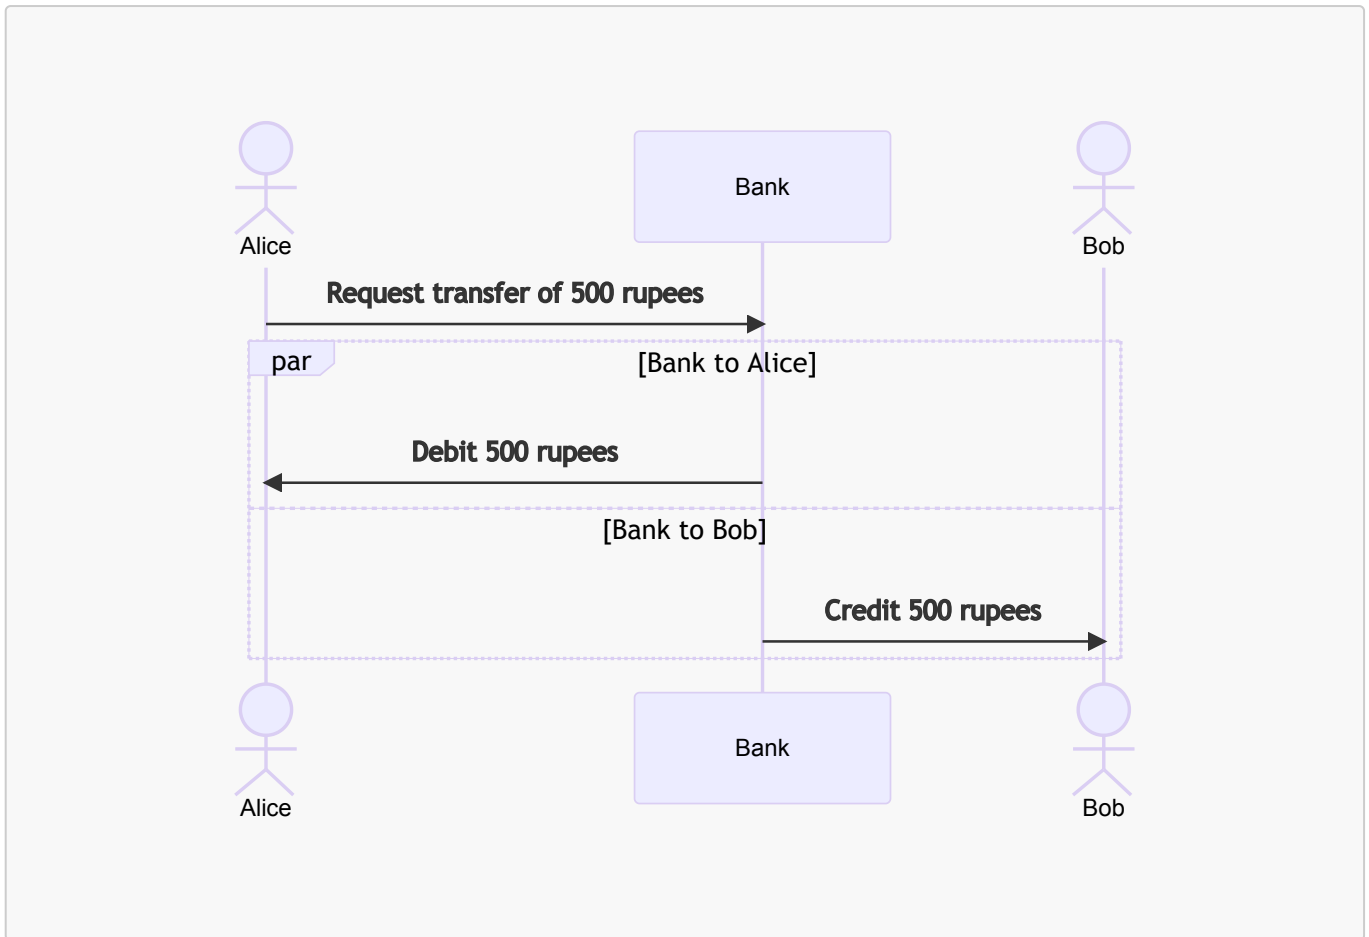 Bank
Alice
Bob
Request transfer of 500 rupees
par
[Bank to Alice]
Debit 500 rupees
[Bank to Bob]
Credit 500 rupees
Bank
Alice
Bob